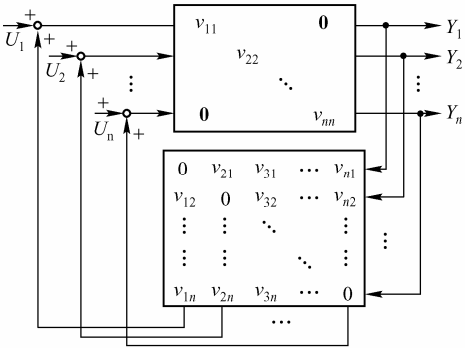 + + v₁₁ 0 Y₁
U₁ + + v₂₂ Y₂
U₂ + ⋮ ⋱ ⋮
+ 0 vₙₙ Yₙ
Uₙ +
0 v₂₁ v₃₁ ⋯ vₙ₁
v₁₂ 0 v₃₂ ⋯ vₙ₂
⋮ ⋮ ⋱ ⋮ ⋮
⋮ ⋮ ⋱ ⋮
v₁ₙ v₂ₙ v₃ₙ ⋯ 0
⋯